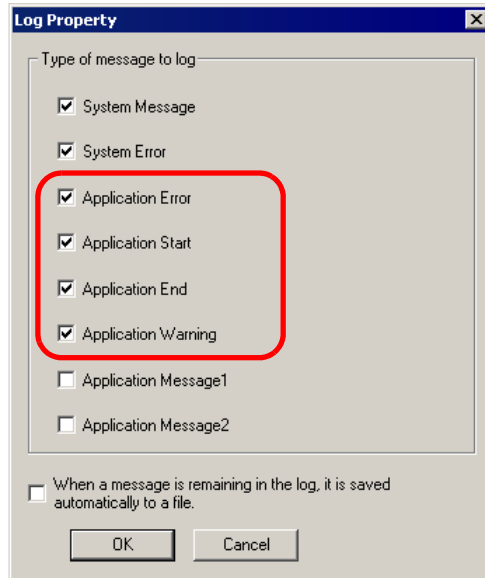 Log Property
Type of message to log
System Message
System Error
Application Error
Application Start
Application End
Application Warning
Application Message1
Application Message2
When a message is remaining in the log, it is saved
automatically to a file.
OK
Cancel